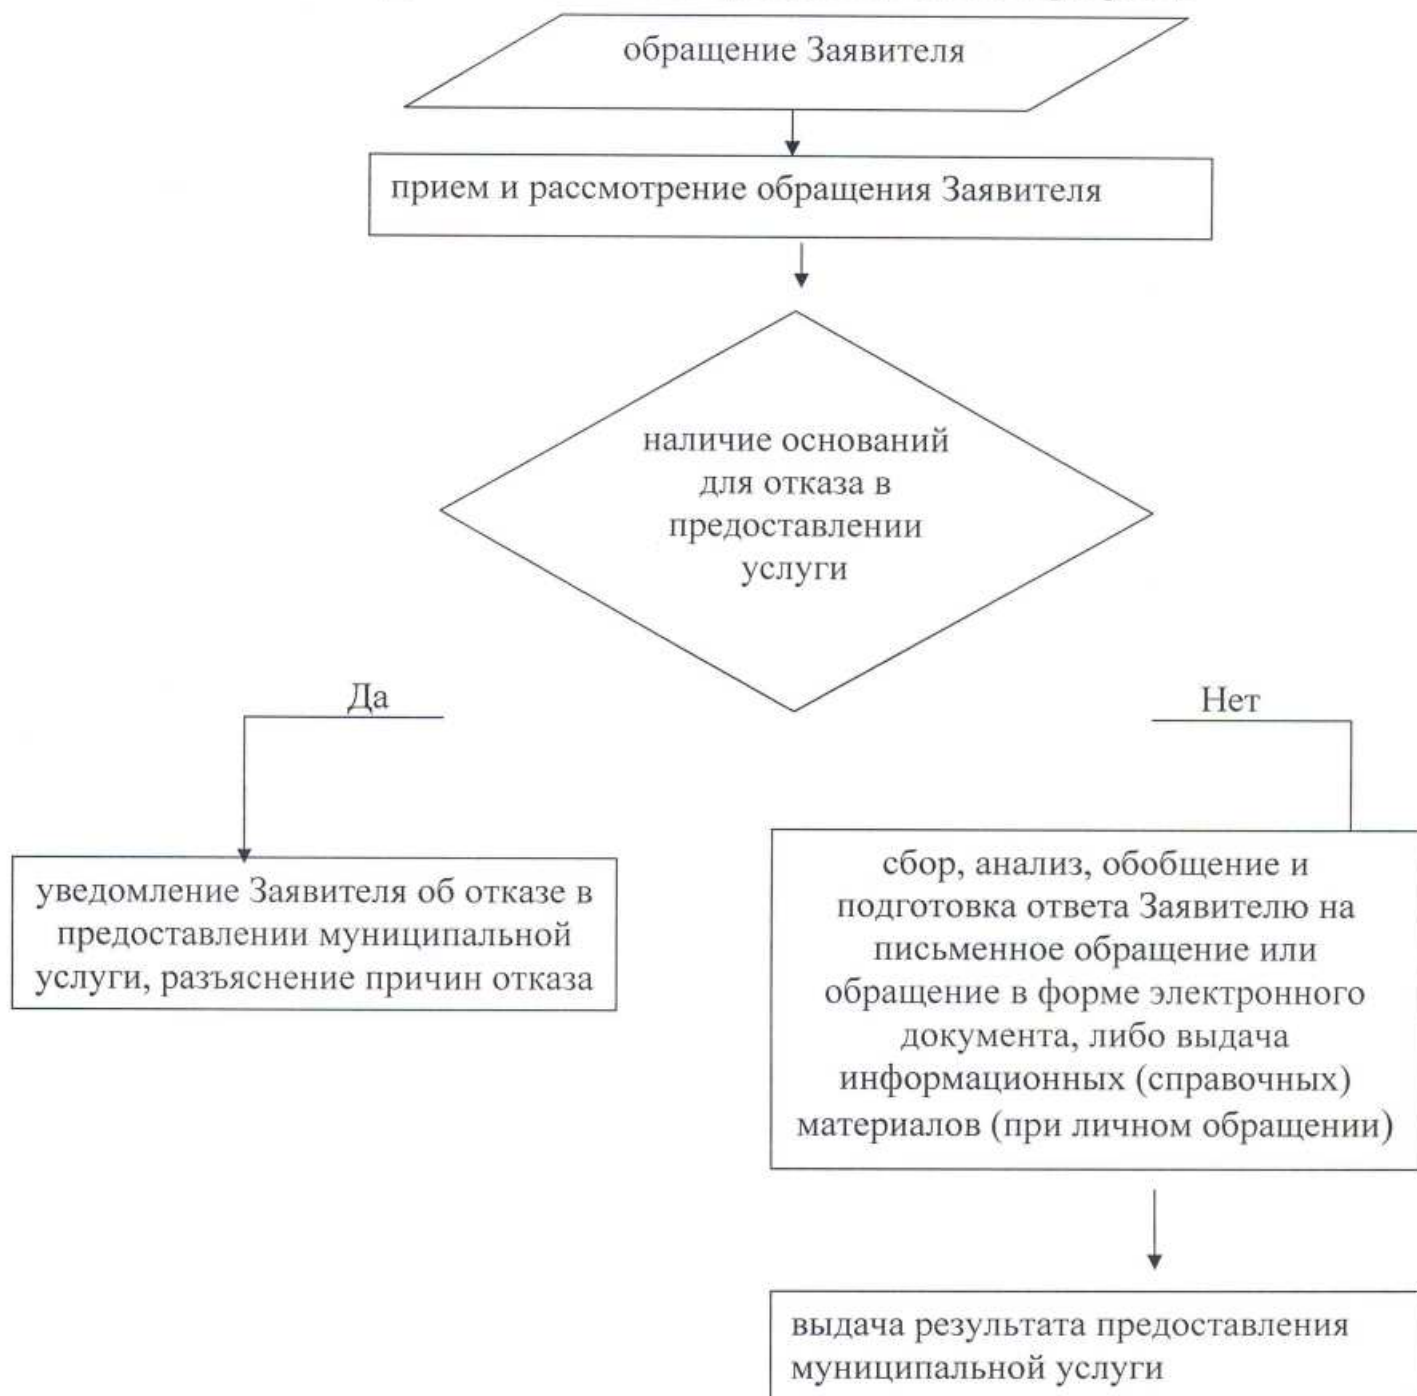 обращение Заявителя
прием и рассмотрение обращения Заявителя
наличие оснований
для отказа в
предоставлении
услуги
Да
Нет
уведомление Заявителя об отказе в
предоставлении муниципальной
услуги, разъяснение причин отказа
сбор, анализ, обобщение и
подготовка ответа Заявителю на
письменное обращение или
обращение в форме электронного
документа, либо выдача
информационных (справочных)
материалов (при личном обращении)
выдача результата предоставления
муниципальной услуги